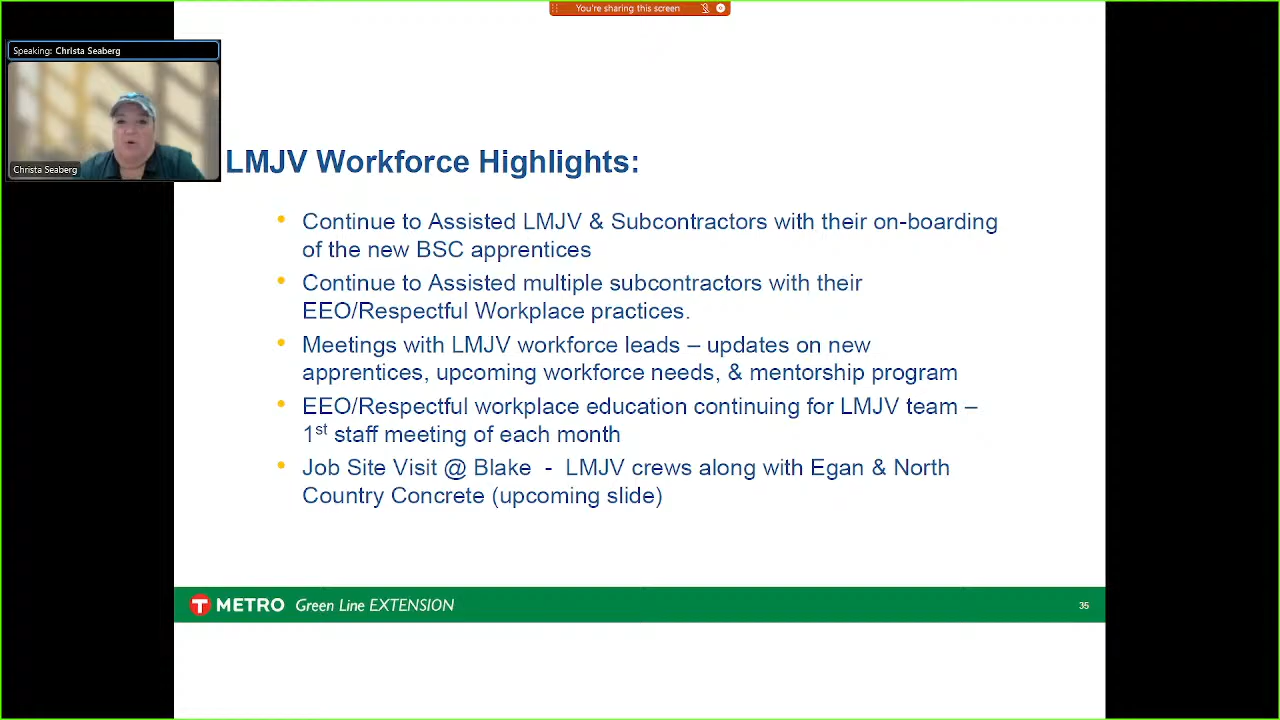 You're sharing this screen
Speaking: Christa Seaberg
Christa Seaberg
LMJV Workforce Highlights:
• Continue to Assisted LMJV & Subcontractors with their on-boarding
of the new BSC apprentices
• Continue to Assisted multiple subcontractors with their
EEO/Respectful Workplace practices.
• Meetings with LMJV workforce leads – updates on new
apprentices, upcoming workforce needs, & mentorship program
• EEO/Respectful workplace education continuing for LMJV team –
1st staff meeting of each month
• Job Site Visit @ Blake - LMJV crews along with Egan & North
Country Concrete (upcoming slide)
T METRO Green Line EXTENSION
35